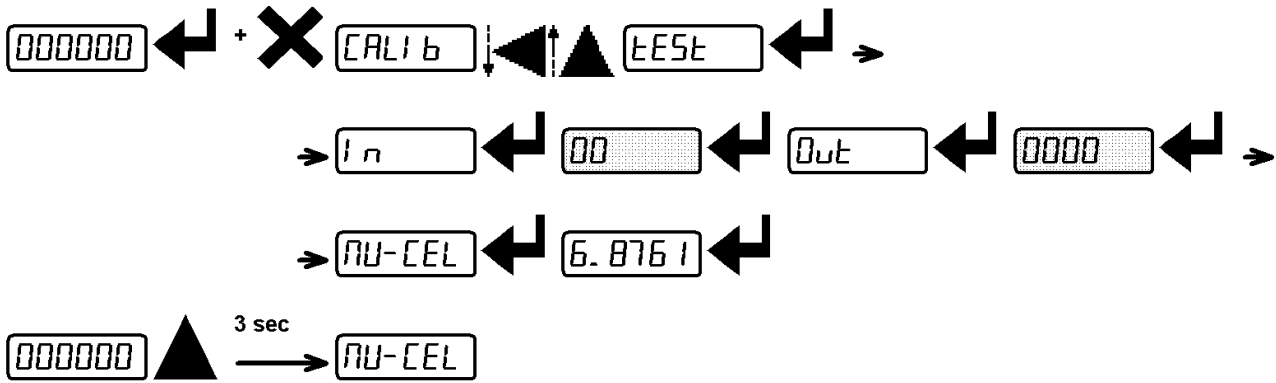 000000 + CALIb tESt
In 00 Out 0000
MU-CEL 6.8761
3 sec
000000 MU-CEL